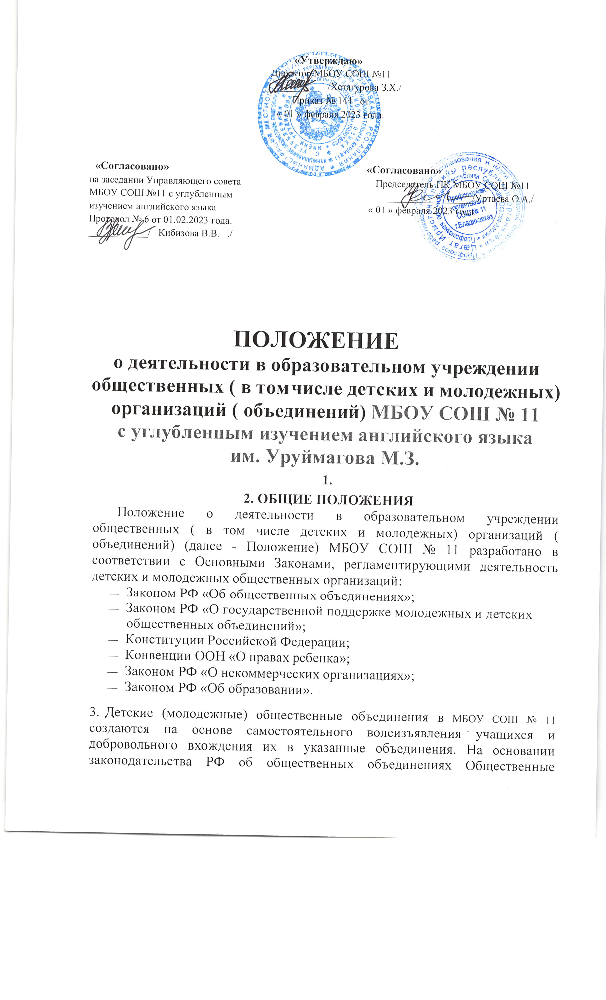 «Утверждаю»
Директор МБОУ СОШ №11
/Хетагурова З.Х./
Приказ № 144 от
« 01 » февраля 2023 года.
«Согласовано»
на заседании Управляющего совета
МБОУ СОШ №11 с углубленным
изучением английского языка
Протокол № 6 от 01.02.2023 года.
/ Кибизова В.В. ./
«Согласовано»
Председатель ПК МБОУ СОШ №11
/Уртаева О.А./
« 01 » февраля 2023 года.
Профсоюзная
организация
СОШ № 11
г.Владикавказ
ПОЛОЖЕНИЕ
о деятельности в образовательном учреждении
общественных ( в том числе детских и молодежных)
организаций ( объединений) МБОУ СОШ № 11
с углубленным изучением английского языка
им. Уруймагова М.З.
1.
2. ОБЩИЕ ПОЛОЖЕНИЯ
Положение о деятельности в образовательном учреждении
общественных ( в том числе детских и молодежных) организаций (
объединений) (далее - Положение) МБОУ СОШ № 11 разработано в
соответствии с Основными Законами, регламентирующими деятельность
детских и молодежных общественных организаций:
— Законом РФ «Об общественных объединениях»;
— Законом РФ «О государственной поддержке молодежных и детских
общественных объединений»;
— Конституции Российской Федерации;
— Конвенции ООН «О правах ребенка»;
— Законом РФ «О некоммерческих организациях»;
— Законом РФ «Об образовании».
3. Детские (молодежные) общественные объединения в МБОУ СОШ № 11
создаются на основе самостоятельного волеизъявления учащихся и
добровольного вхождения их в указанные объединения. На основании
законодательства РФ об общественных объединениях Общественные